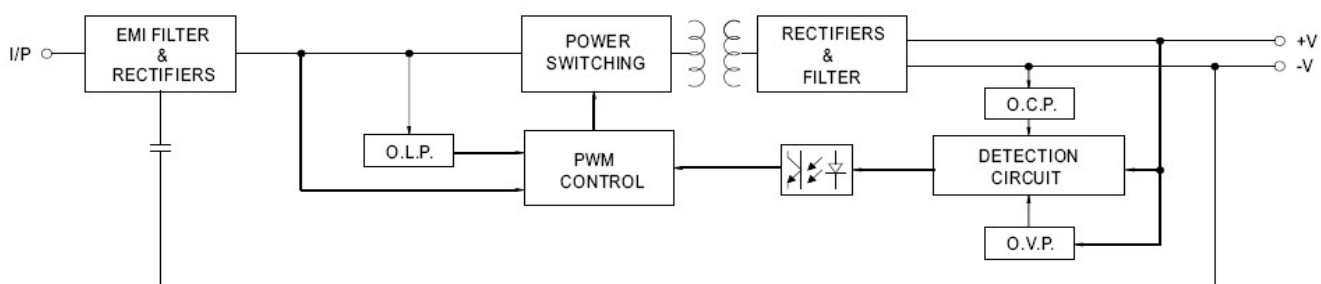 I/P
EMI FILTER
&
RECTIFIERS
POWER
SWITCHING
RECTIFIERS
&
FILTER
+V
-V
O.C.P.
O.L.P.
PWM
CONTROL
DETECTION
CIRCUIT
O.V.P.